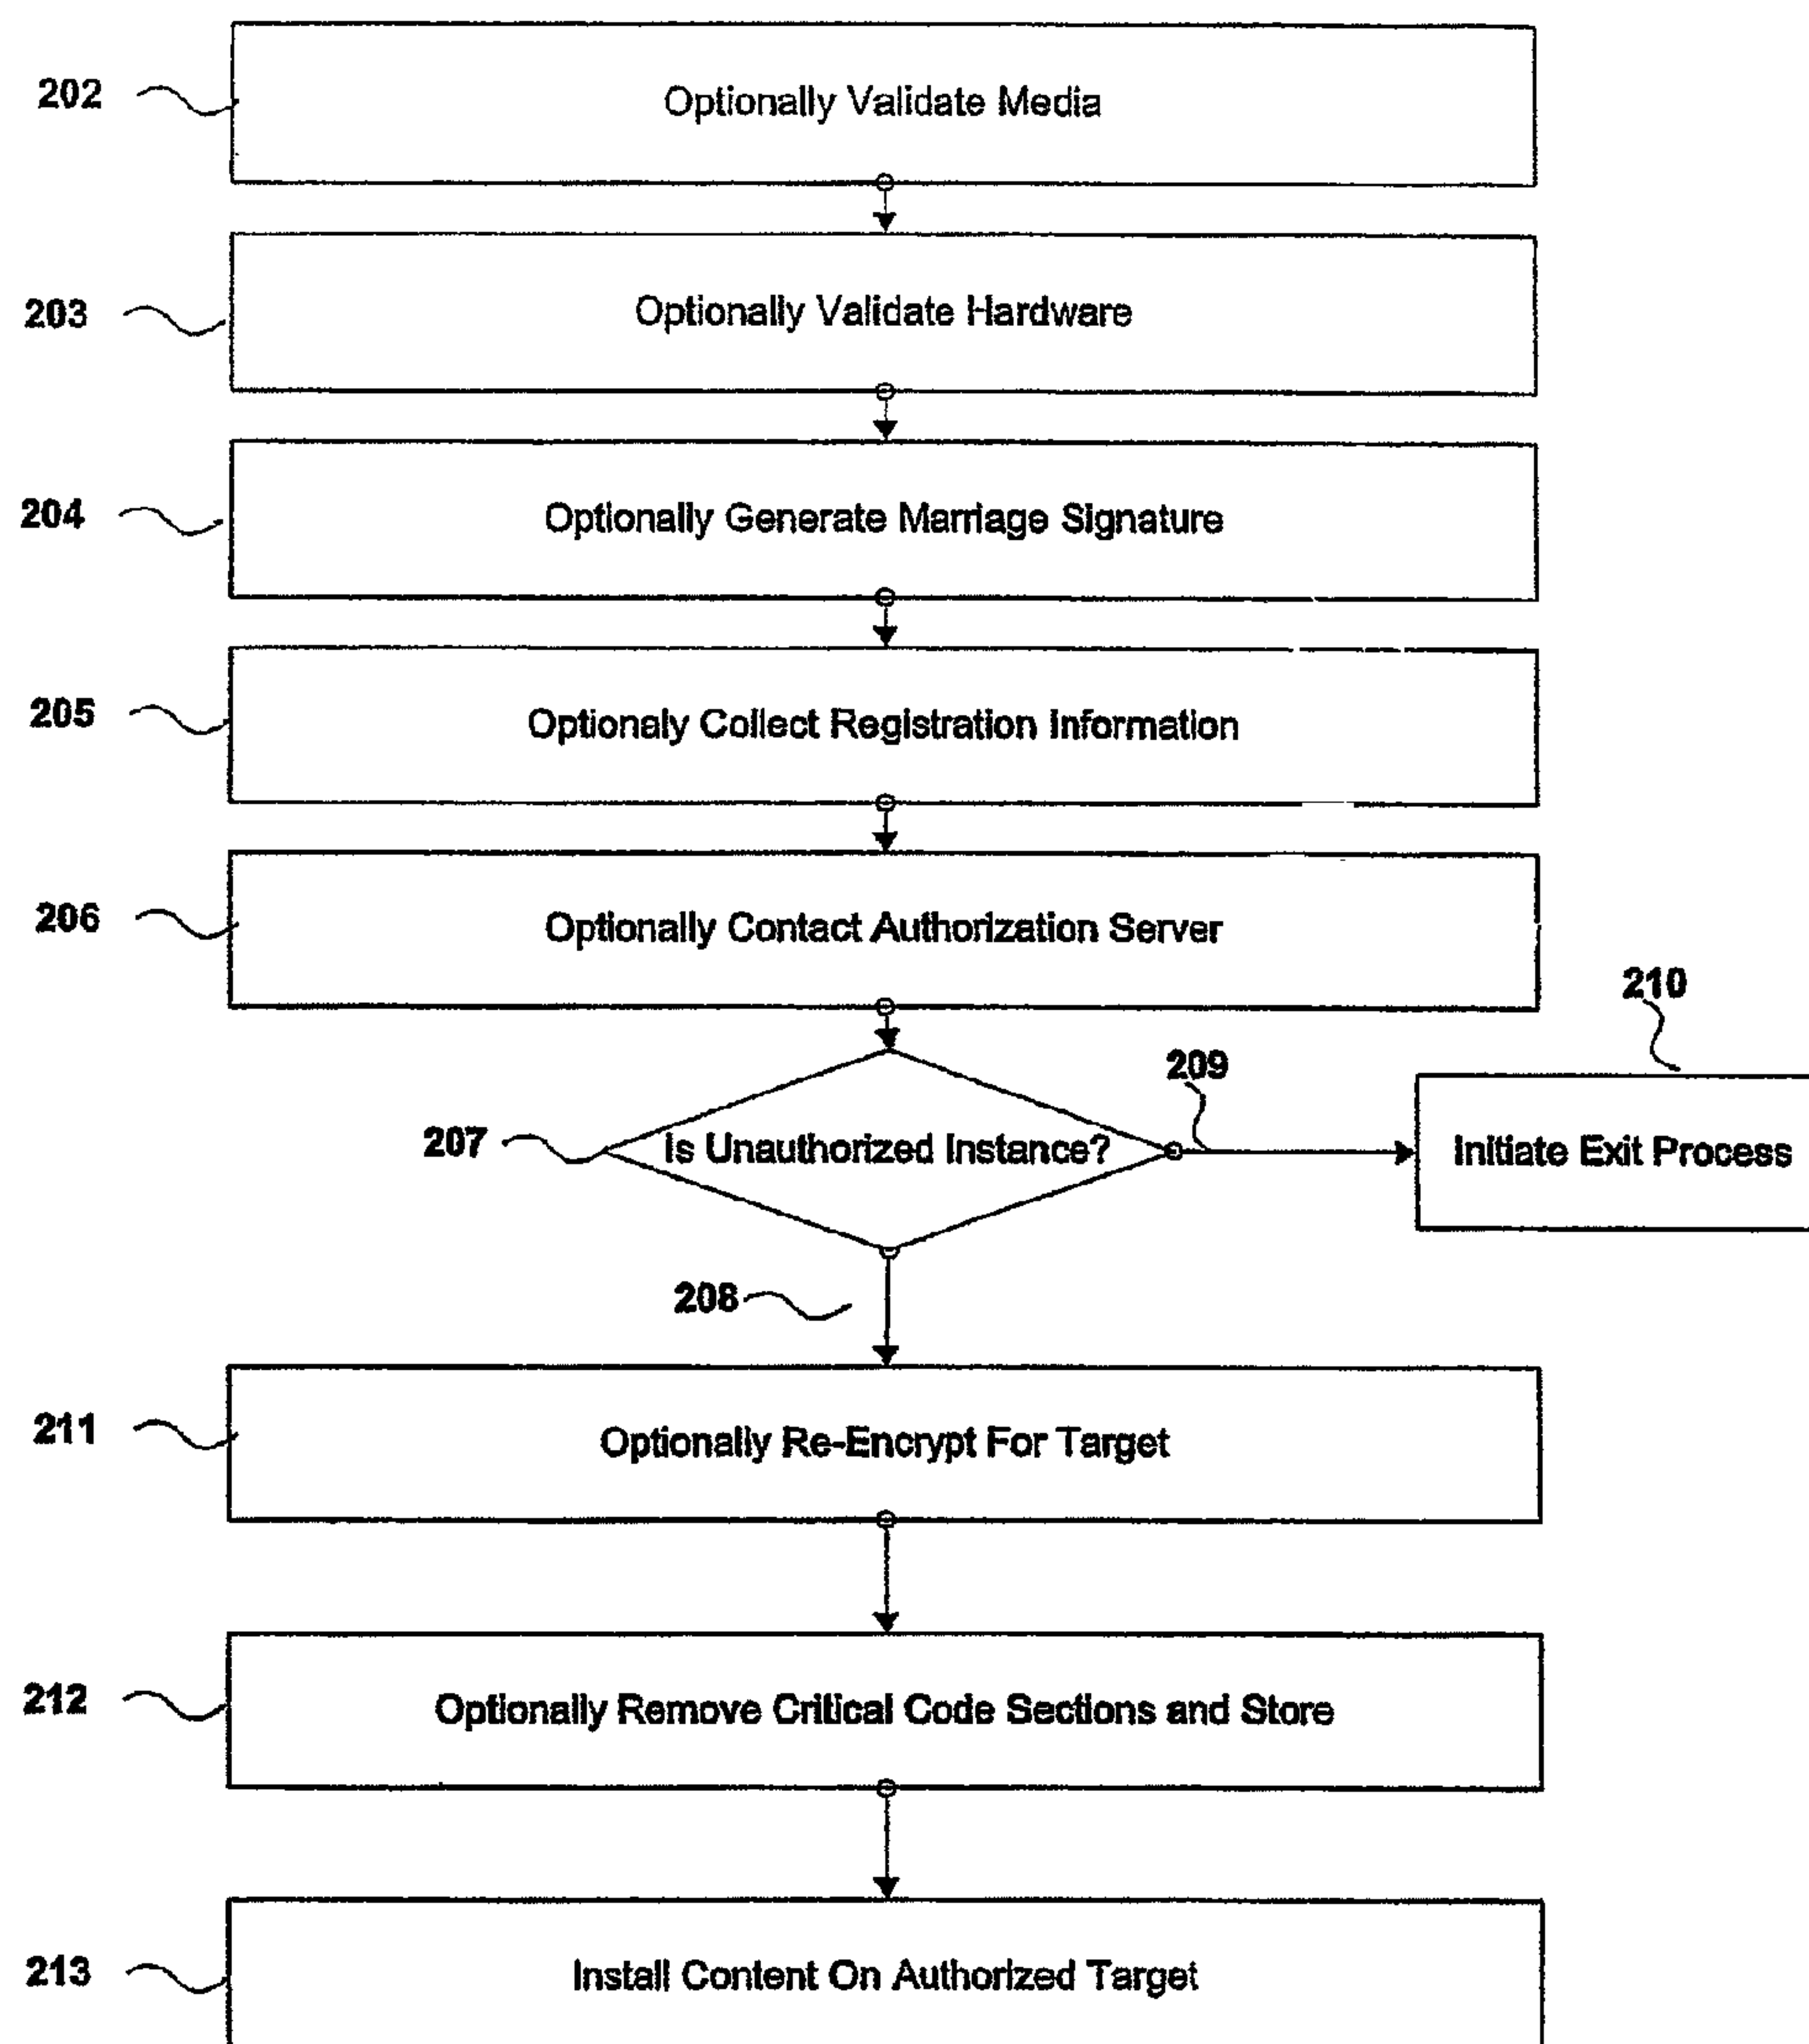 202
Optionally Validate Media
203
Optionally Validate Hardware
204
Optionally Generate Marriage Signature
205
Optionaly Collect Registration Information
206
Optionally Contact Authorization Server
210
209
207
Is Unauthorized Instance?
Initiate Exit Process
208
211
Optionally Re-Encrypt For Target
212
Optionally Remove Critical Code Sections and Store
213
Install Content On Authorized Target